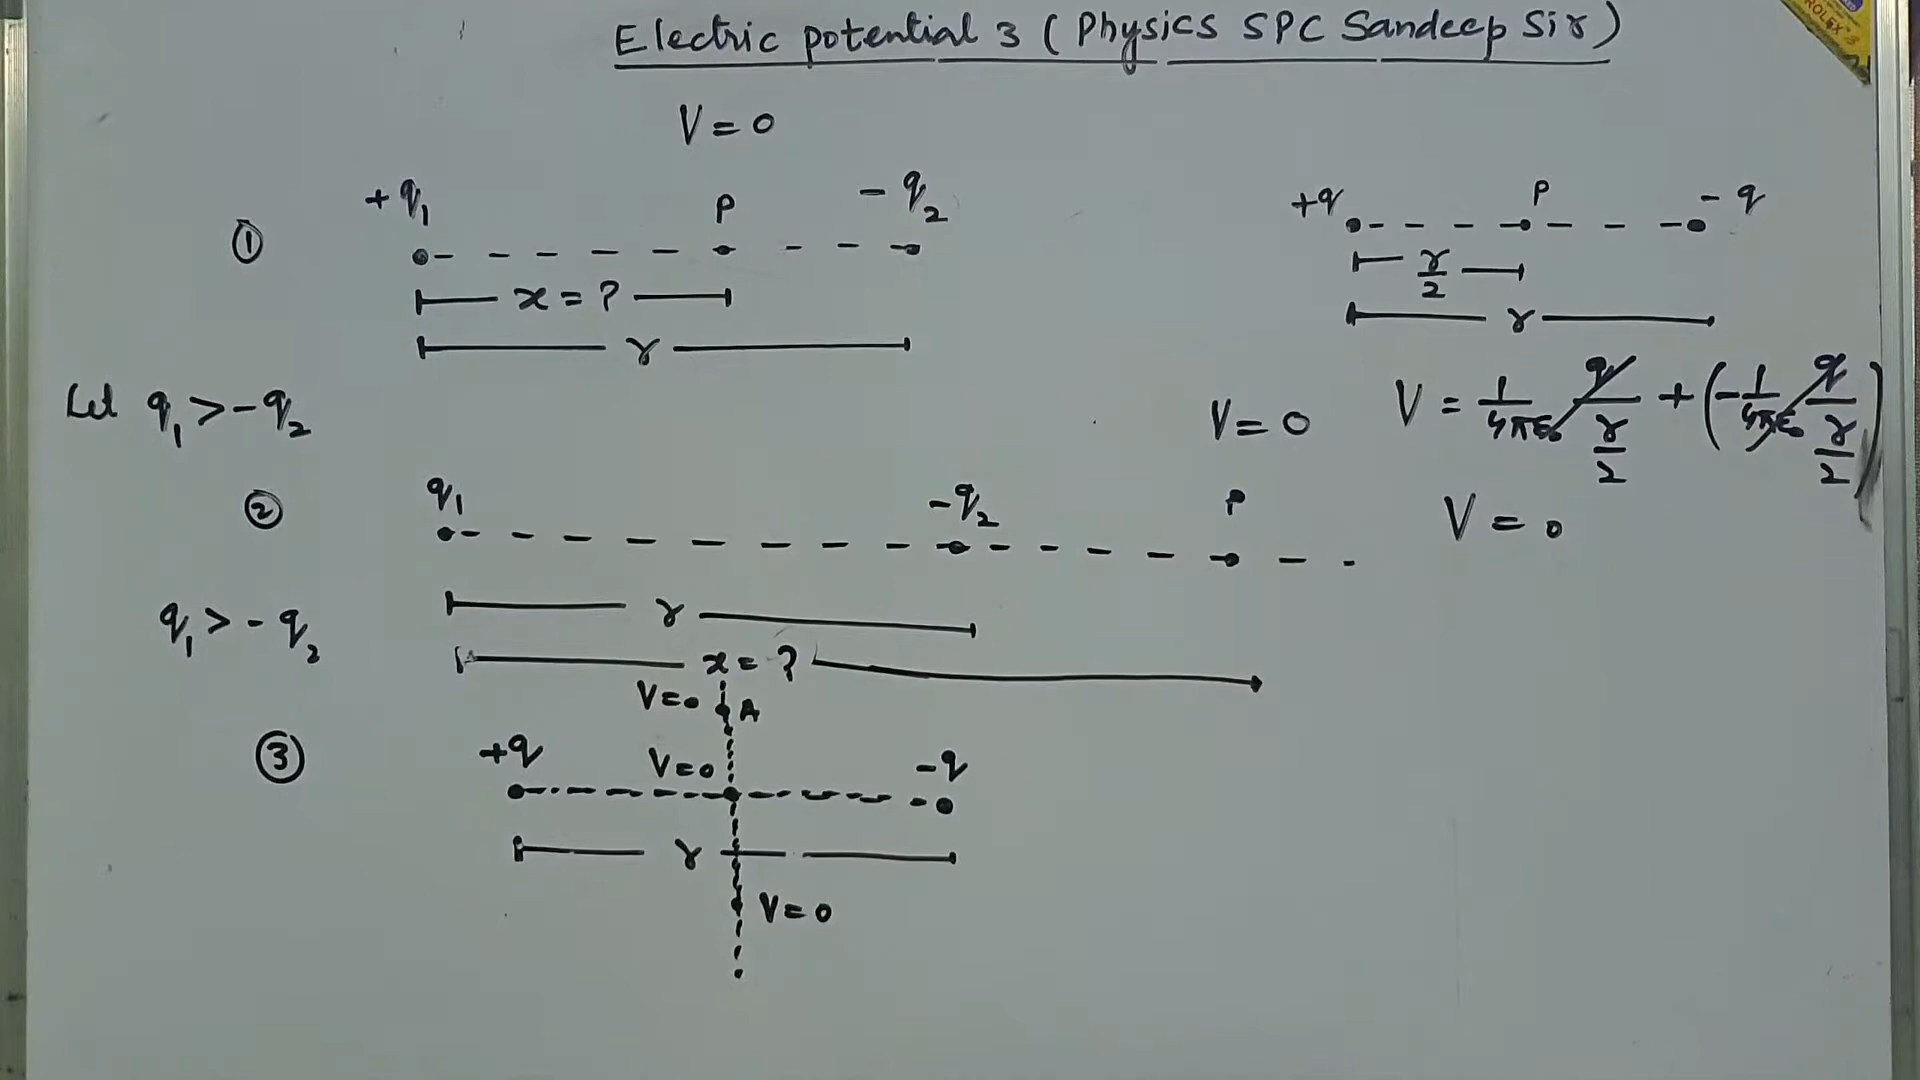 Electric potential 3 (Physics SPC Sandeep Sir)
V = 0
+q₁ P -q₂
①
x = ?
r
+q P -q
r/2
r
Let q₁ > -q₂
V = 0
V = 1/4πε₀ q/(r/2) + (-1/4πε₀ q/(r/2))
V = 0
② q₁ -q₂ P
r
q₁ > -q₂
x = ?
V=0 A
③ +q V=0 -q
r
V=0